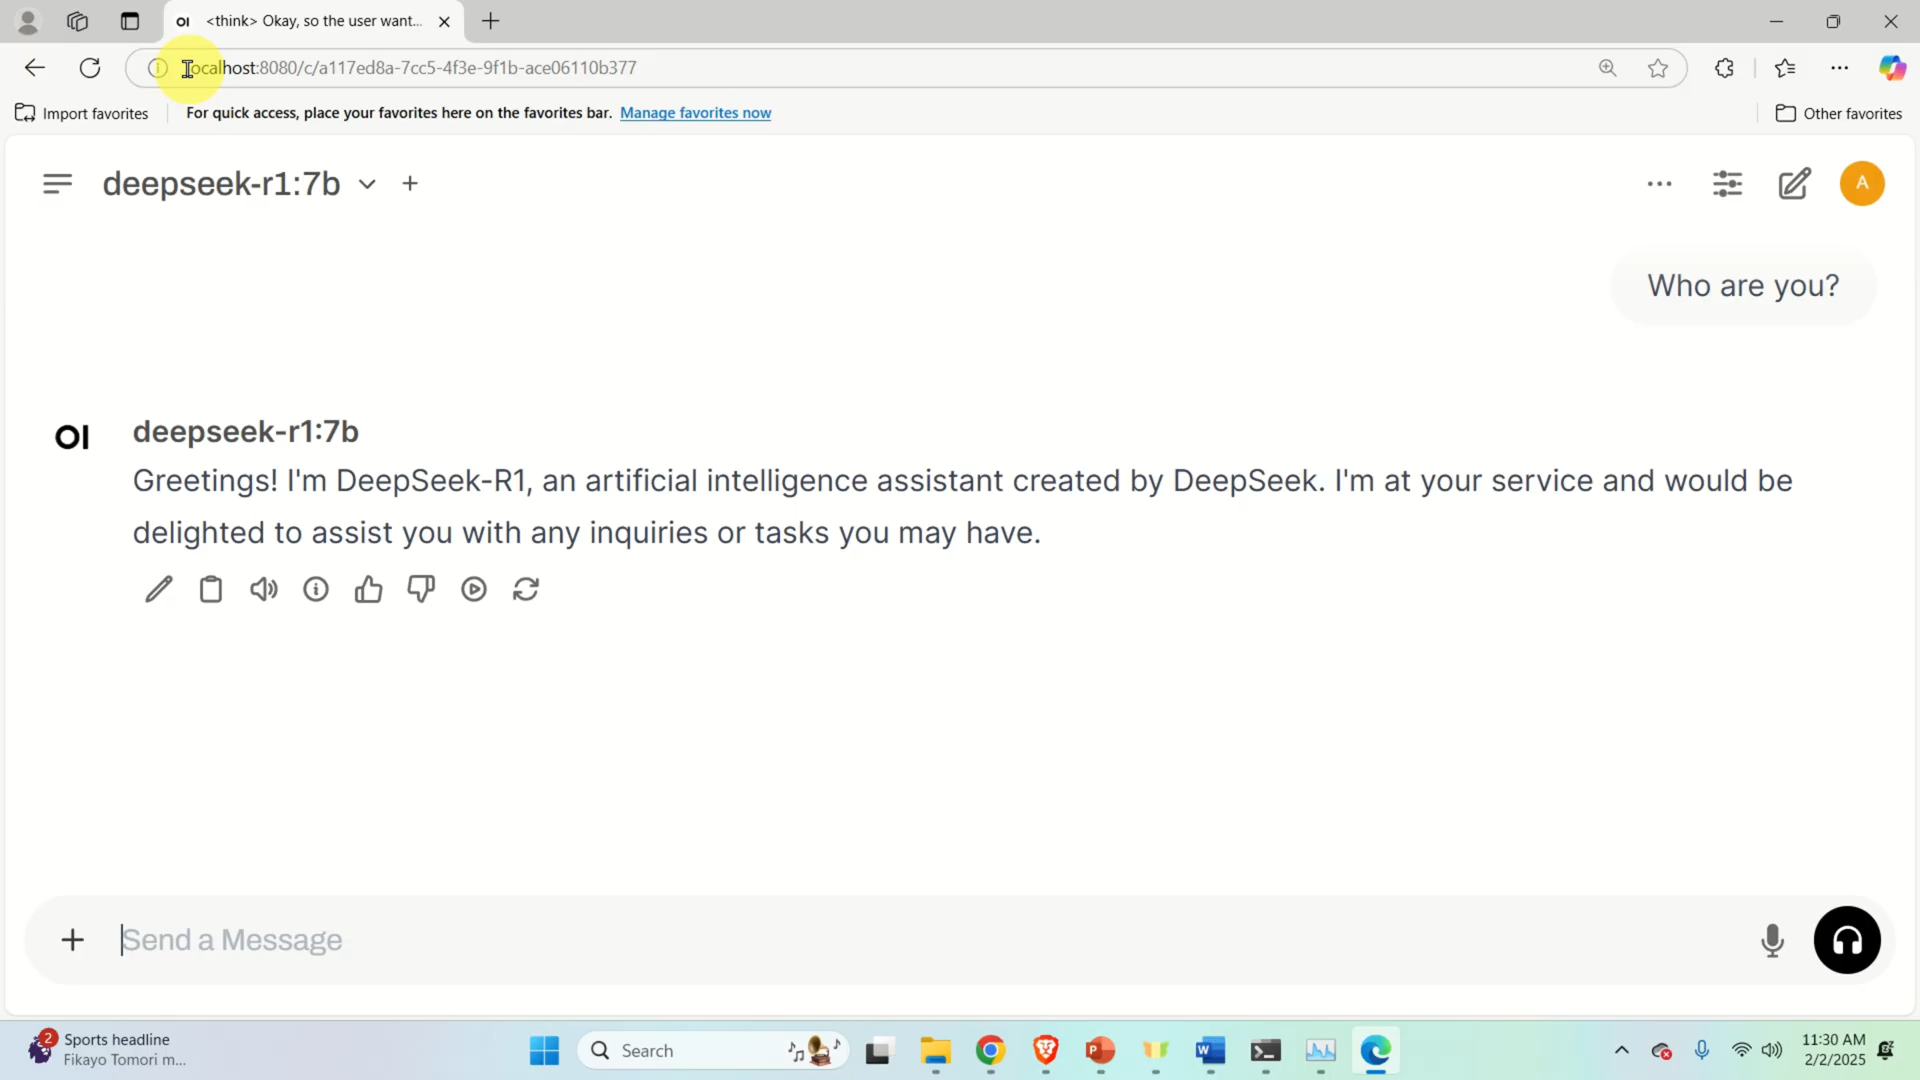 OI <think> Okay, so the user want...
localhost:8080/c/a117ed8a-7cc5-4f3e-9f1b-ace06110b377
Import favorites
For quick access, place your favorites here on the favorites bar. Manage favorites now
Other favorites
deepseek-r1:7b
A
Who are you?
OI
deepseek-r1:7b
Greetings! I'm DeepSeek-R1, an artificial intelligence assistant created by DeepSeek. I'm at your service and would be
delighted to assist you with any inquiries or tasks you may have.
Send a Message
2
Sports headline
Fikayo Tomori m...
Search
P
W
11:30 AM
2/2/2025